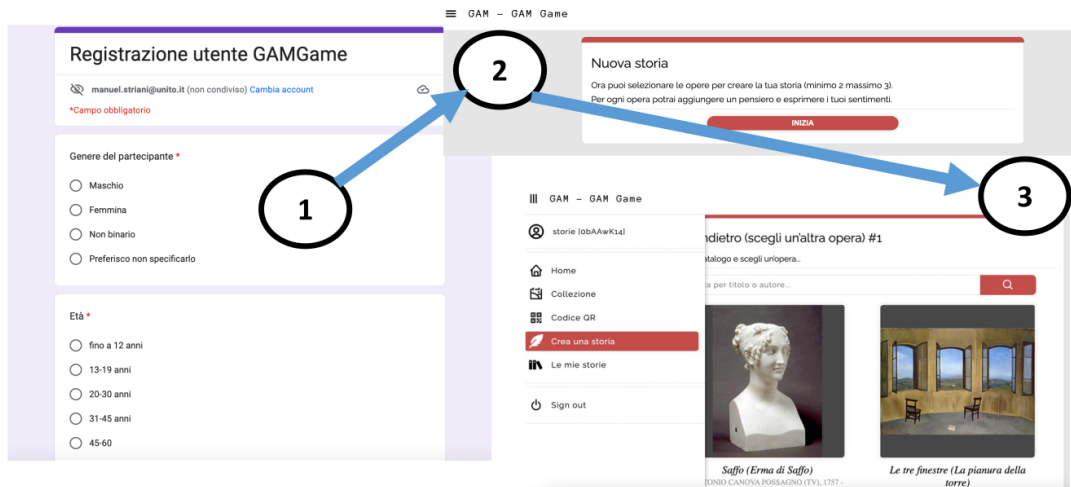 Registrazione utente GAMGame
manuel.striani@unito.it (non condiviso) Cambia account
*Campo obbligatorio
Genere del partecipante *
Maschio
Femmina
Non binario
Preferisco non specificarlo
Età *
fino a 12 anni
13-19 anni
20-30 anni
31-45 anni
45-60
1
GAM - GAM Game
2
Nuova storia
Ora puoi selezionare le opere per creare la tua storia (minimo 2 massimo 3).
Per ogni opera potrai aggiungere un pensiero e esprimere i tuoi sentimenti.
INIZIA
3
GAM - GAM Game
storie [0bAAwK14]
Home
Collezione
Codice QR
Crea una storia
Le mie storie
Sign out
ndietro (scegli un'altra opera) #1
atalogo e scegli un'opera...
a per titolo o autore...
Saffo (Erma di Saffo)
TONIO CANOVA POSSAGNO (TV), 1757 -
Le tre finestre (La pianura della
torre)